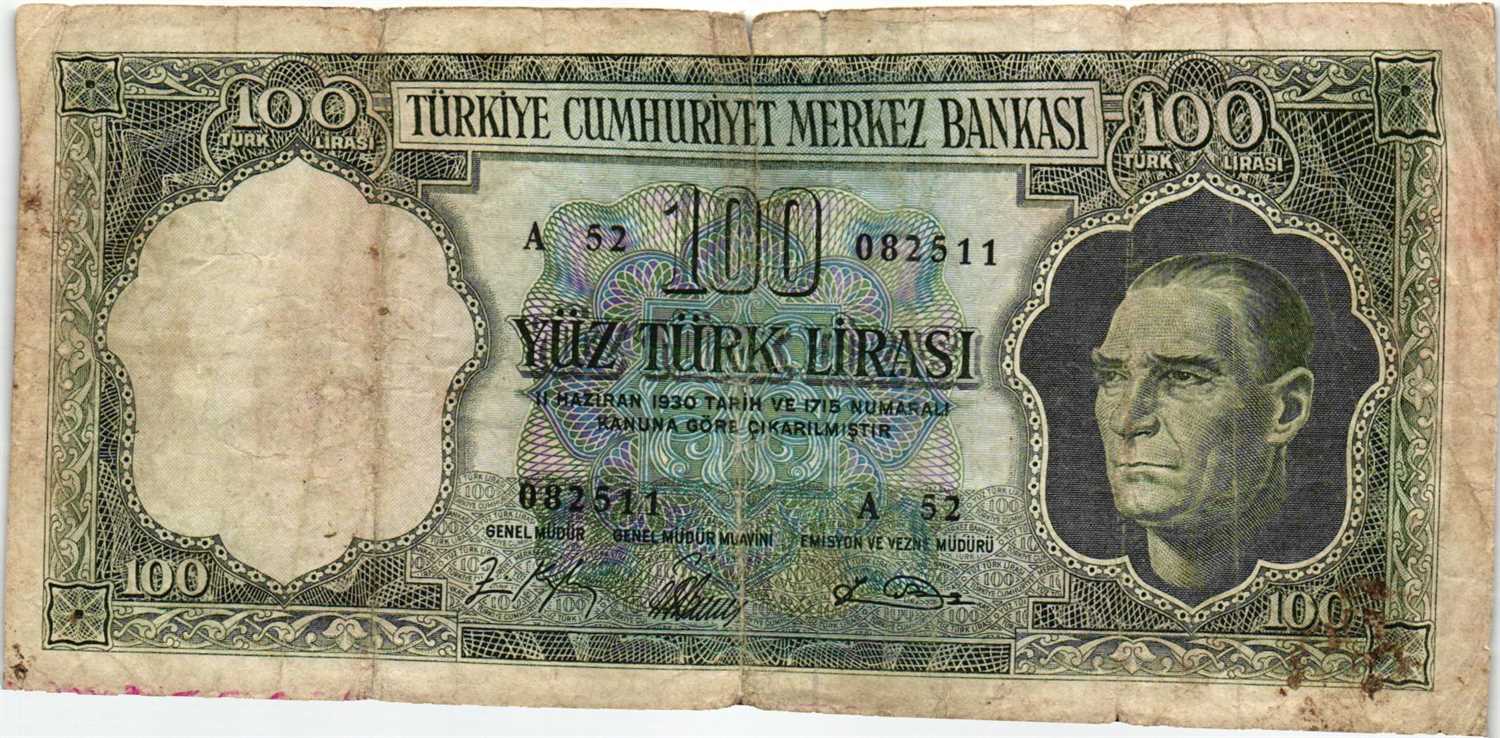 100 TÜRK LİRASI
TÜRKİYE CUMHURİYET MERKEZ BANKASI
100 TÜRK LİRASI
100
A 52 082511
YÜZ TÜRK LİRASI
11 HAZİRAN 1930 TARİH VE 1715 NUMARALI
KANUNA GÖRE ÇIKARILMIŞTIR
082511 A 52
GENEL MÜDÜR GENEL MÜDÜR MUAVİNİ EMİSYON VE VEZNE MÜDÜRÜ
100 100